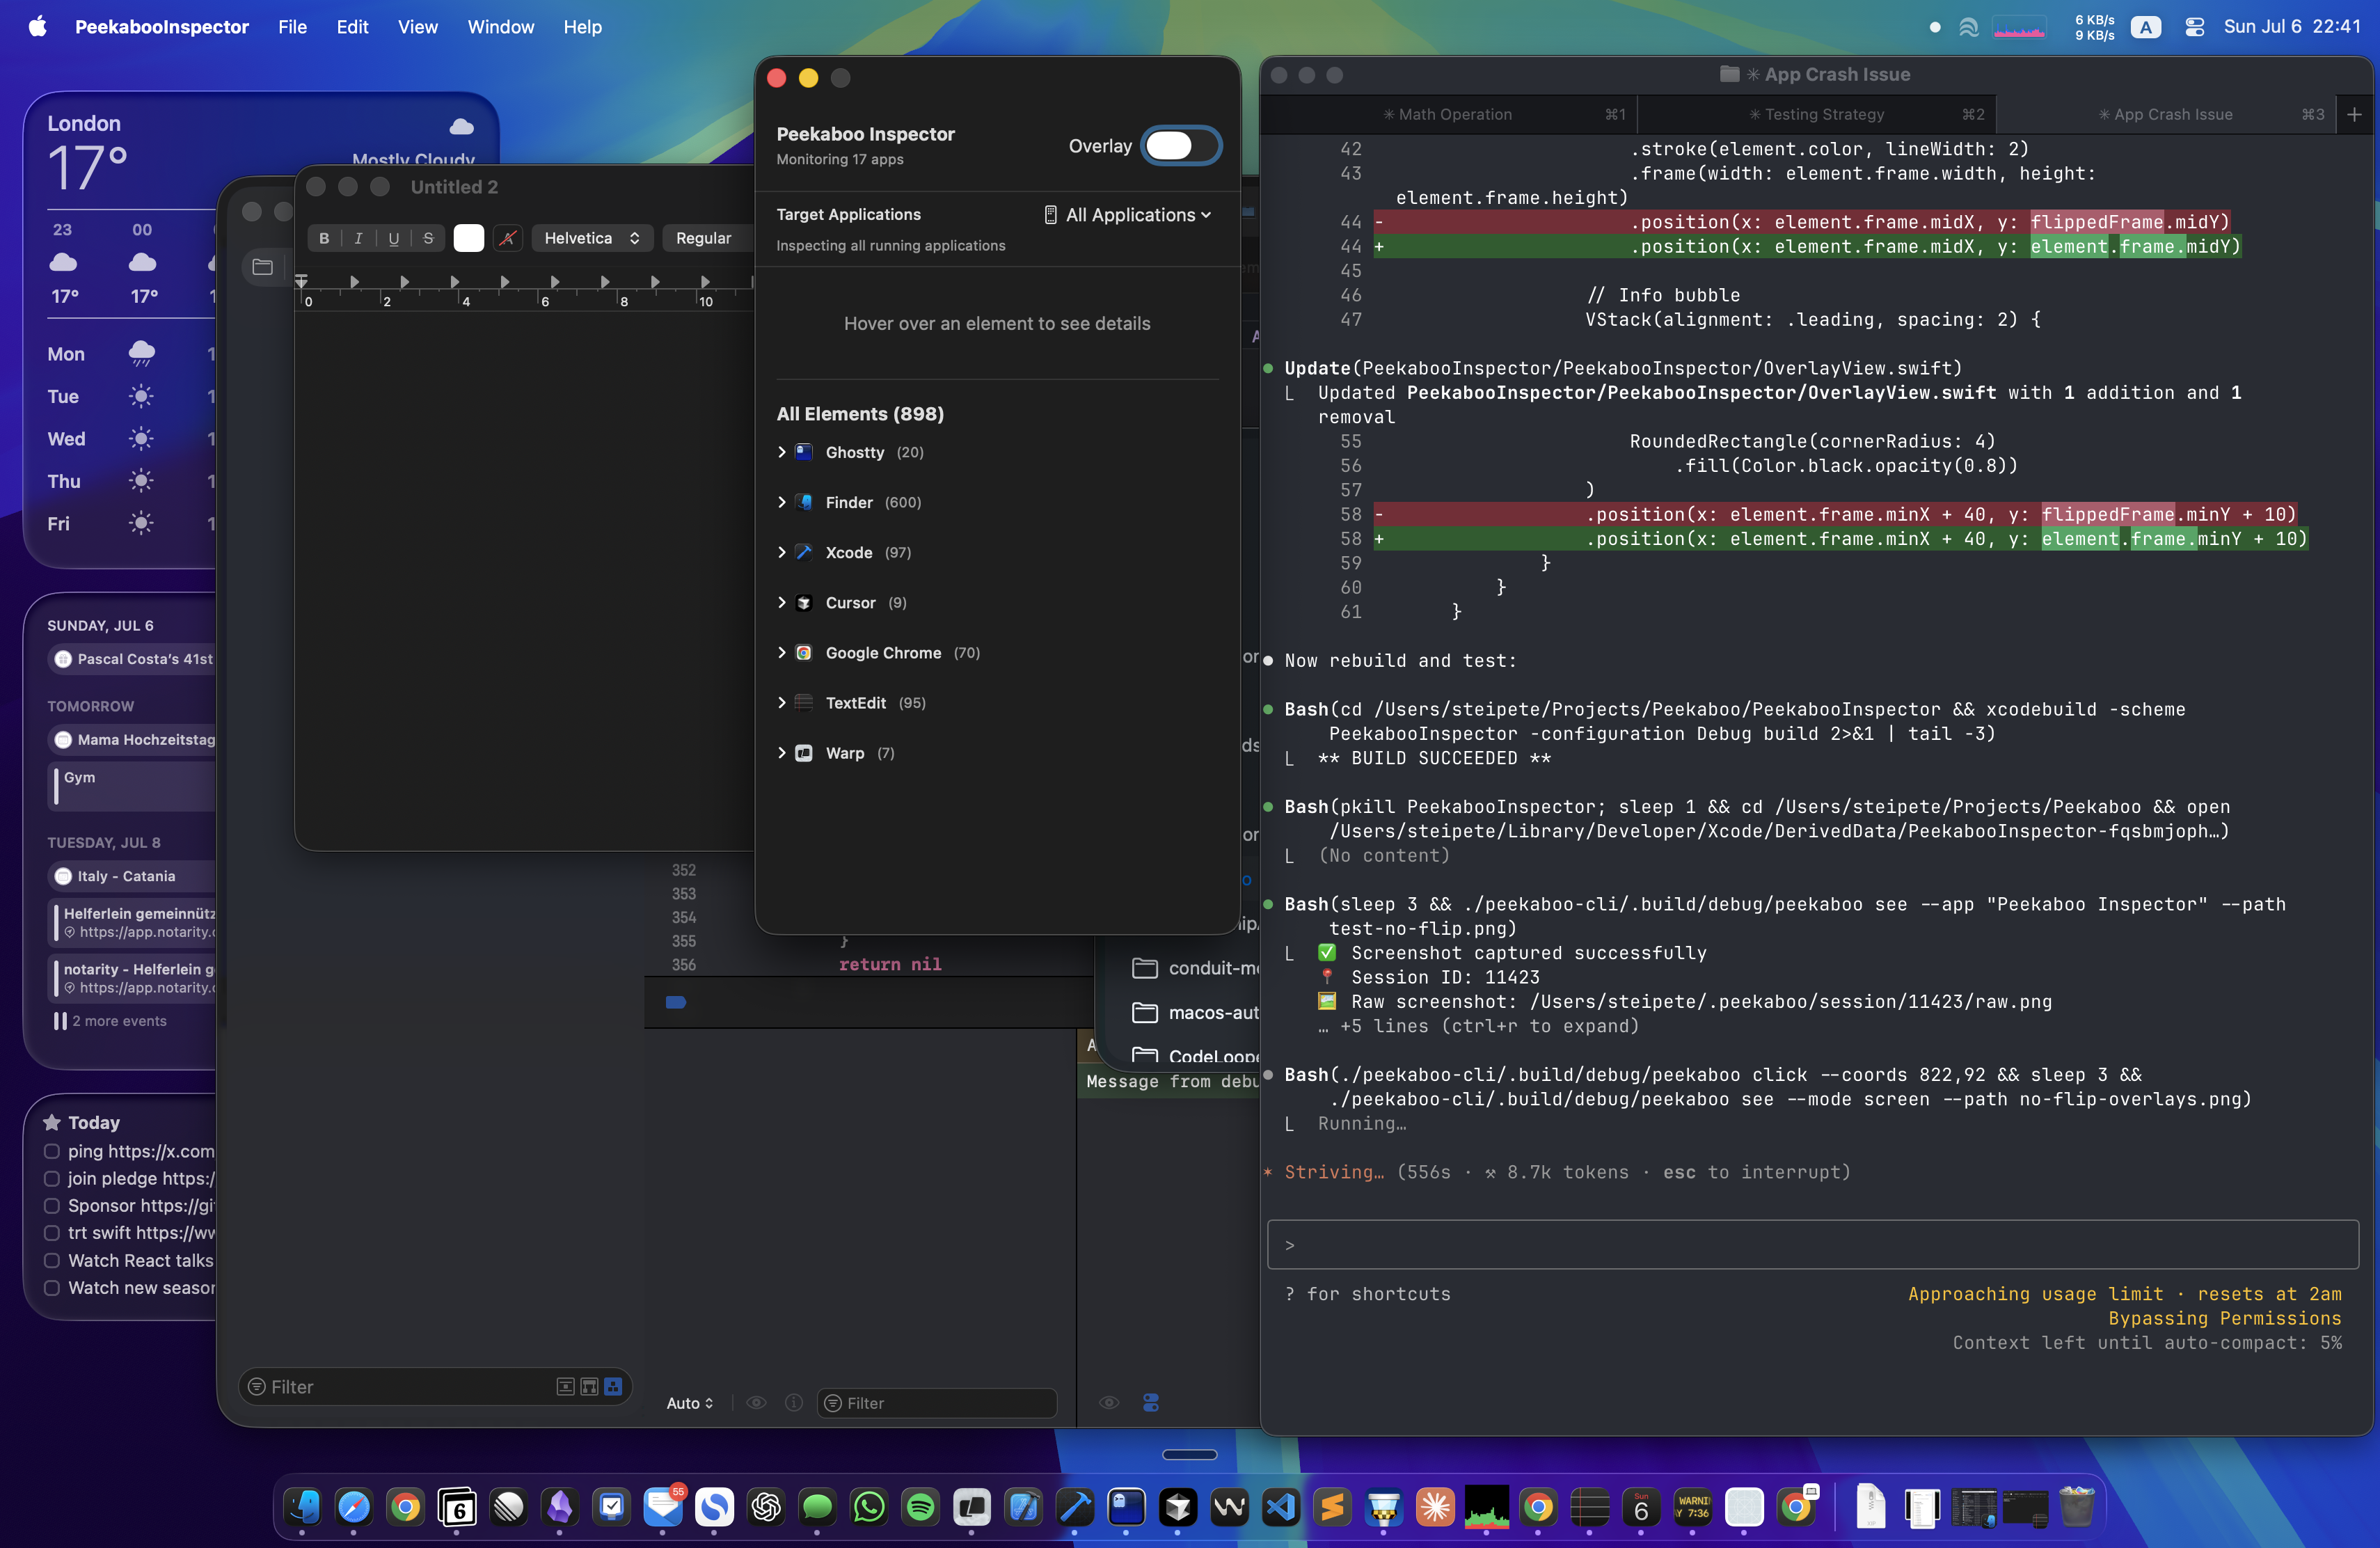 PeekabooInspector File Edit View Window Help
6 KB/s
9 KB/s
A
Sun Jul 6 22:41
London
17°
Mostly Cloudy
23 00
17° 17°
Mon
Tue
Wed
Thu
Fri
SUNDAY, JUL 6
Pascal Costa's 41st
TOMORROW
Mama Hochzeitstag
Gym
TUESDAY, JUL 8
Italy - Catania
Helferlein gemeinnütz
https://app.notarity.c
notarity - Helferlein g
https://app.notarity.c
2 more events
Today
ping https://x.com
join pledge https:/
Sponsor https://gi
trt swift https://ww
Watch React talks
Watch new seasor
Untitled 2
B I U S Helvetica Regular
0 2 4 6 8 10
352
353
354
355 }
356 return nil
Filter
Auto Filter
Peekaboo Inspector
Monitoring 17 apps
Overlay
Target Applications
All Applications
Inspecting all running applications
Hover over an element to see details
All Elements (898)
Ghostty (20)
Finder (600)
Xcode (97)
Cursor (9)
Google Chrome (70)
TextEdit (95)
Warp (7)
conduit-m
macos-aut
CodeLoope
Message from debu
✳ App Crash Issue
✳ Math Operation ⌘1
✳ Testing Strategy ⌘2
✳ App Crash Issue ⌘3
+
42 .stroke(element.color, lineWidth: 2)
43 .frame(width: element.frame.width, height:
element.frame.height)
44 - .position(x: element.frame.midX, y: flippedFrame.midY)
44 + .position(x: element.frame.midX, y: element.frame.midY)
45
46 // Info bubble
47 VStack(alignment: .leading, spacing: 2) {
Update(PeekabooInspector/PeekabooInspector/OverlayView.swift)
Updated PeekabooInspector/PeekabooInspector/OverlayView.swift with 1 addition and 1
removal
55 RoundedRectangle(cornerRadius: 4)
56 .fill(Color.black.opacity(0.8))
57 )
58 - .position(x: element.frame.minX + 40, y: flippedFrame.minY + 10)
58 + .position(x: element.frame.minX + 40, y: element.frame.minY + 10)
59 }
60 }
61 }
Now rebuild and test:
Bash(cd /Users/steipete/Projects/Peekaboo/PeekabooInspector && xcodebuild -scheme
PeekabooInspector -configuration Debug build 2>&1 | tail -3)
** BUILD SUCCEEDED **
Bash(pkill PeekabooInspector; sleep 1 && cd /Users/steipete/Projects/Peekaboo && open
/Users/steipete/Library/Developer/Xcode/DerivedData/PeekabooInspector-fqsbmjoph…)
(No content)
Bash(sleep 3 && ./peekaboo-cli/.build/debug/peekaboo see --app "Peekaboo Inspector" --path
test-no-flip.png)
✅ Screenshot captured successfully
📍 Session ID: 11423
🖼️ Raw screenshot: /Users/steipete/.peekaboo/session/11423/raw.png
… +5 lines (ctrl+r to expand)
Bash(./peekaboo-cli/.build/debug/peekaboo click --coords 822,92 && sleep 3 &&
./peekaboo-cli/.build/debug/peekaboo see --mode screen --path no-flip-overlays.png)
Running…
Striving… (556s · ⚒ 8.7k tokens · esc to interrupt)
>
? for shortcuts
Approaching usage limit · resets at 2am
Bypassing Permissions
Context left until auto-compact: 5%
6
55
Sun
6